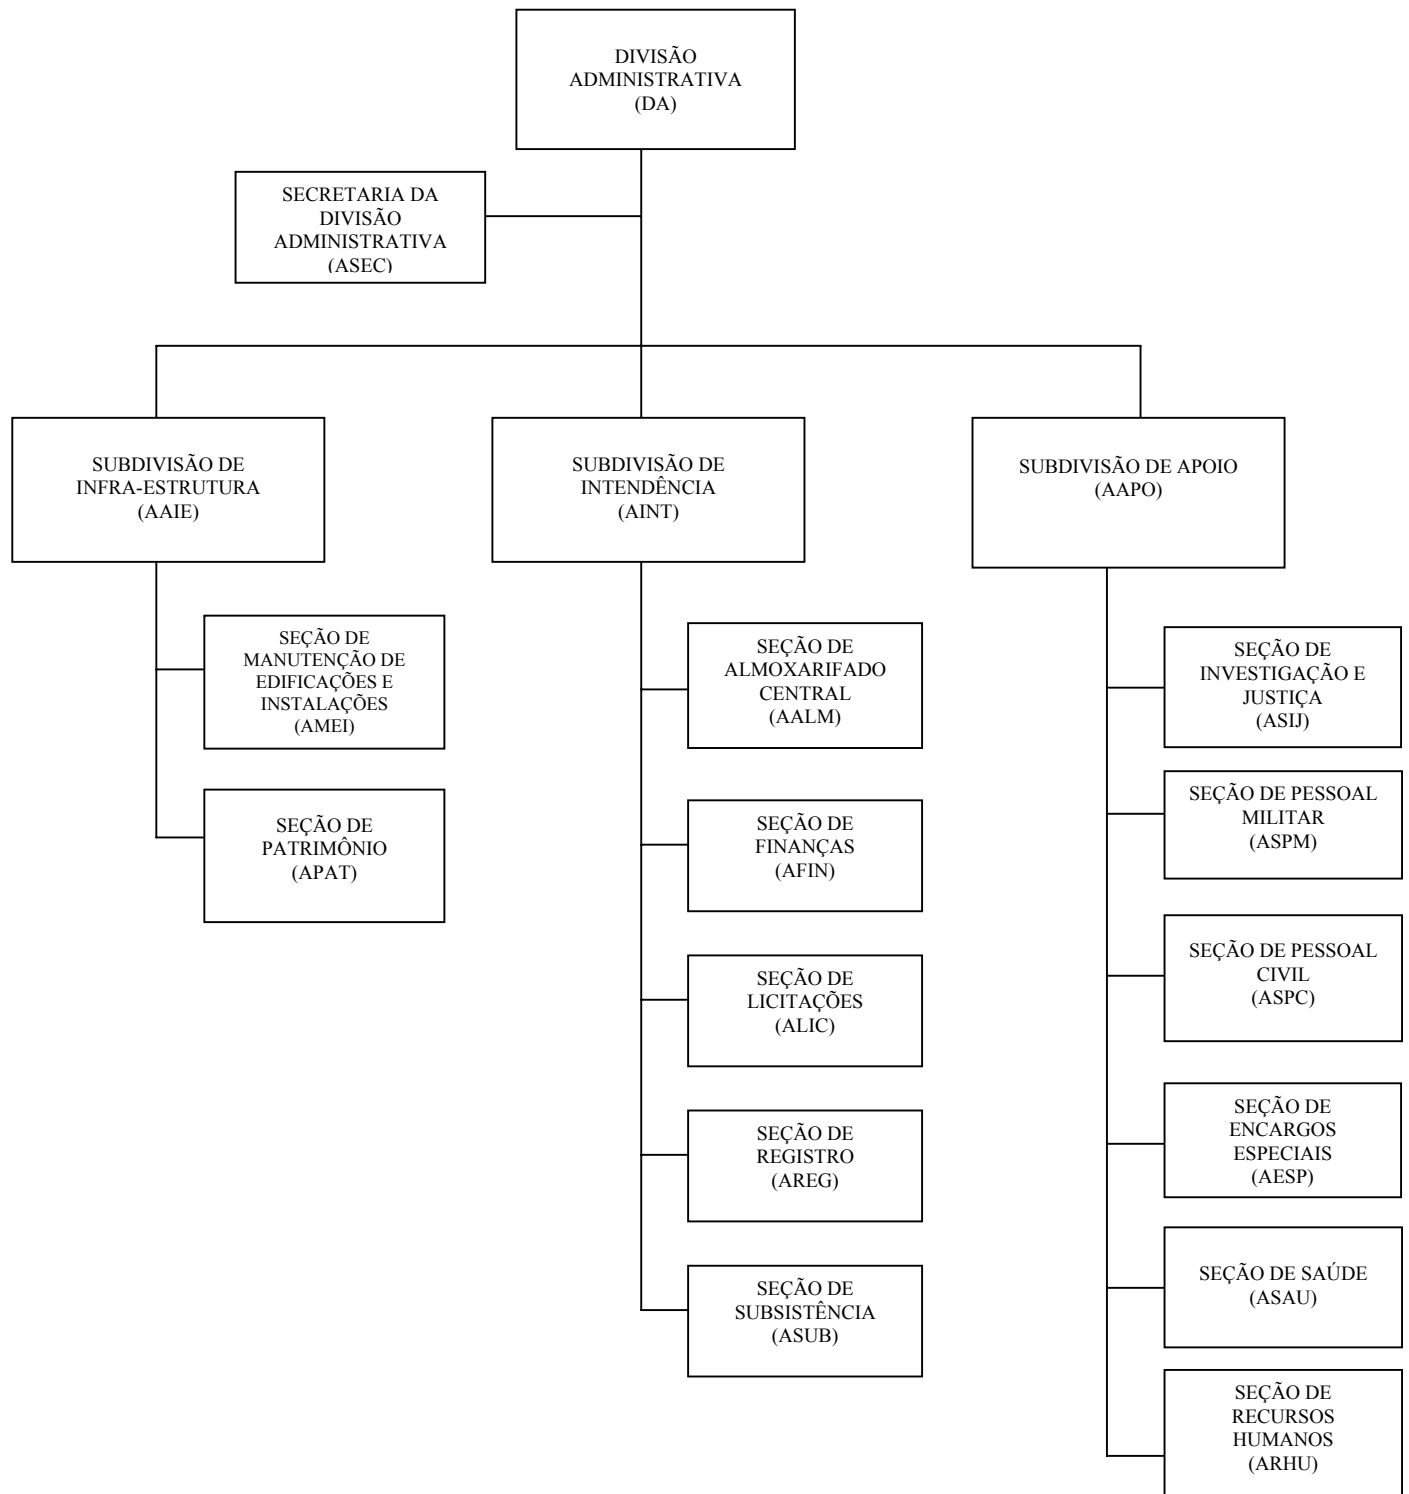 DIVISÃO
ADMINISTRATIVA
(DA)
SECRETARIA DA
DIVISÃO
ADMINISTRATIVA
(ASEC)
SUBDIVISÃO DE
INFRA-ESTRUTURA
(AAIE)
SUBDIVISÃO DE
INTENDÊNCIA
(AINT)
SUBDIVISÃO DE APOIO
(AAPO)
SEÇÃO DE
MANUTENÇÃO DE
EDIFICAÇÕES E
INSTALAÇÕES
(AMEI)
SEÇÃO DE
PATRIMÔNIO
(APAT)
SEÇÃO DE
ALMOXARIFADO
CENTRAL
(AALM)
SEÇÃO DE
FINANÇAS
(AFIN)
SEÇÃO DE
LICITAÇÕES
(ALIC)
SEÇÃO DE
REGISTRO
(AREG)
SEÇÃO DE
SUBSISTÊNCIA
(ASUB)
SEÇÃO DE
INVESTIGAÇÃO E
JUSTIÇA
(ASIJ)
SEÇÃO DE PESSOAL
MILITAR
(ASPM)
SEÇÃO DE PESSOAL
CIVIL
(ASPC)
SEÇÃO DE
ENCARGOS
ESPECIAIS
(AESP)
SEÇÃO DE SAÚDE
(ASAU)
SEÇÃO DE
RECURSOS
HUMANOS
(ARHU)